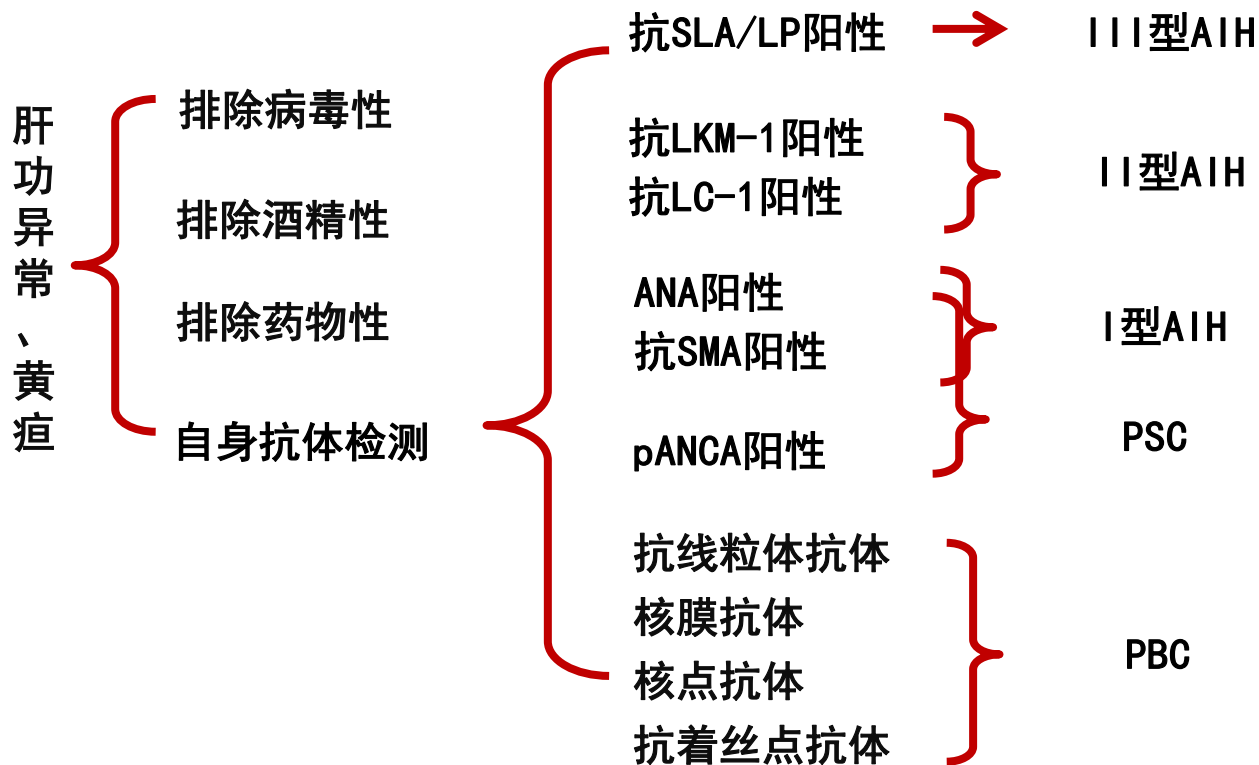 肝功异常、黄疸
排除病毒性
排除酒精性
排除药物性
自身抗体检测
抗SLA/LP阳性
III型AIH
抗LKM-1阳性
抗LC-1阳性
II型AIH
ANA阳性
抗SMA阳性
I型AIH
pANCA阳性
PSC
抗线粒体抗体
核膜抗体
核点抗体
抗着丝点抗体
PBC